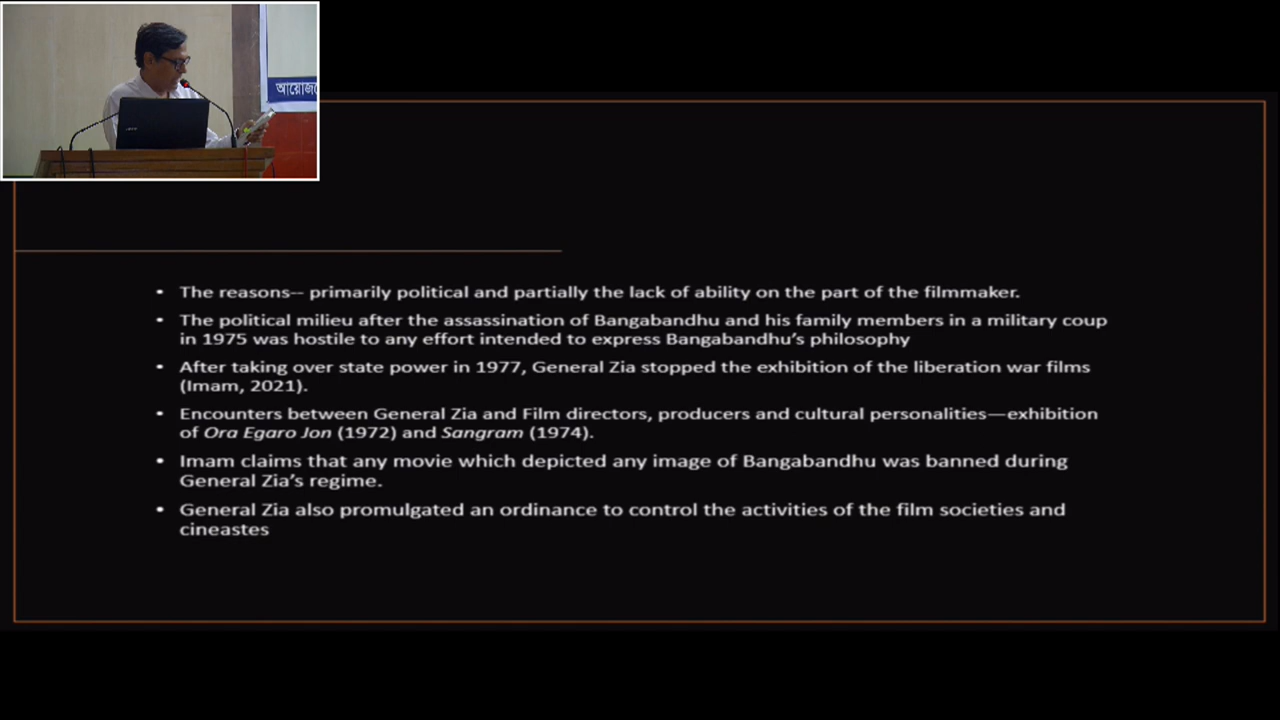 আয়োজ
• The reasons-- primarily political and partially the lack of ability on the part of the filmmaker.
• The political milieu after the assassination of Bangabandhu and his family members in a military coup
in 1975 was hostile to any effort intended to express Bangabandhu's philosophy
• After taking over state power in 1977, General Zia stopped the exhibition of the liberation war films
(Imam, 2021).
• Encounters between General Zia and Film directors, producers and cultural personalities—exhibition
of Ora Egaro Jon (1972) and Sangram (1974).
• Imam claims that any movie which depicted any image of Bangabandhu was banned during
General Zia's regime.
• General Zia also promulgated an ordinance to control the activities of the film societies and
cineastes